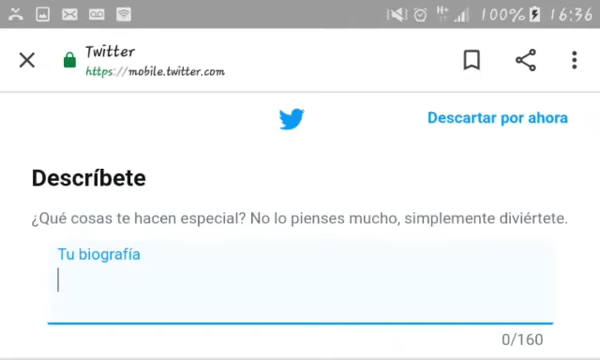 100% 16:36
Twitter
https://mobile.twitter.com
Descartar por ahora
Descríbete
¿Qué cosas te hacen especial? No lo pienses mucho, simplemente diviértete.
Tu biografía
0/160